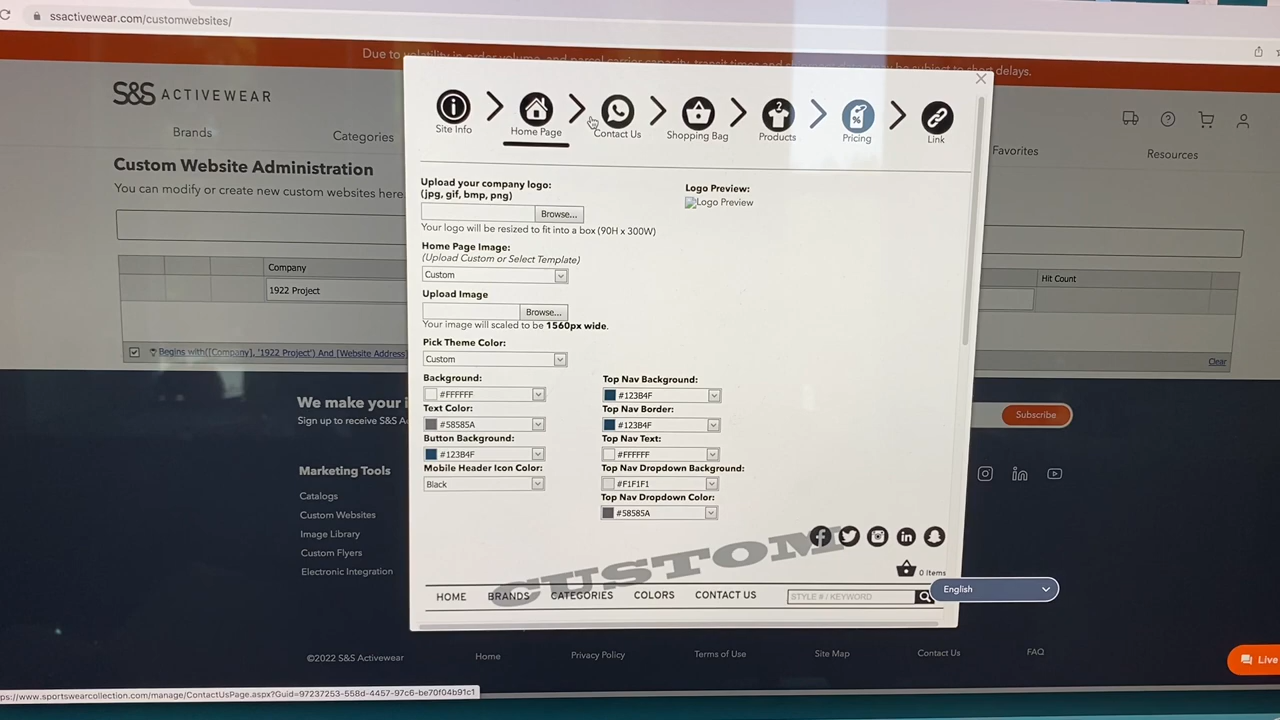 ssactivewear.com/customwebsites/
Due to volatility in order volume, and parcel carrier capacity, transit times and
delays.
S&S ACTIVEWEAR
Brands
Categories
Favorites
Resources
Custom Website Administration
You can modify or create new custom websites here
Company
Hit Count
1922 Project
Begins with([Company], '1922 Project') And [Website Address]
Clear
Site Info
Home Page
Contact Us
Shopping Bag
2
Products
%
Pricing
Link
Upload your company logo:
(jpg, gif, bmp, png)
Browse...
Your logo will be resized to fit into a box (90H x 300W)
Logo Preview:
Logo Preview
Home Page Image:
(Upload Custom or Select Template)
Custom
Upload Image
Browse...
Your image will scaled to be 1560px wide.
Pick Theme Color:
Custom
Background:
#FFFFFF
Text Color:
#58585A
Button Background:
#123B4F
Mobile Header Icon Color:
Black
Top Nav Background:
#123B4F
Top Nav Border:
#123B4F
Top Nav Text:
#FFFFFF
Top Nav Dropdown Background:
#F1F1F1
Top Nav Dropdown Color:
#58585A
CUSTOM
0 Items
HOME
BRANDS
CATEGORIES
COLORS
CONTACT US
STYLE # / KEYWORD
English
We make your i
Sign up to receive S&S A
Subscribe
Marketing Tools
Catalogs
Custom Websites
Image Library
Custom Flyers
Electronic Integration
©2022 S&S Activewear
Home
Privacy Policy
Terms of Use
Site Map
Contact Us
FAQ
Live
ps://www.sportswearcollection.com/manage/ContactUsPage.aspx?Guid=97237253-558d-4457-97c6-be70f04b91c1